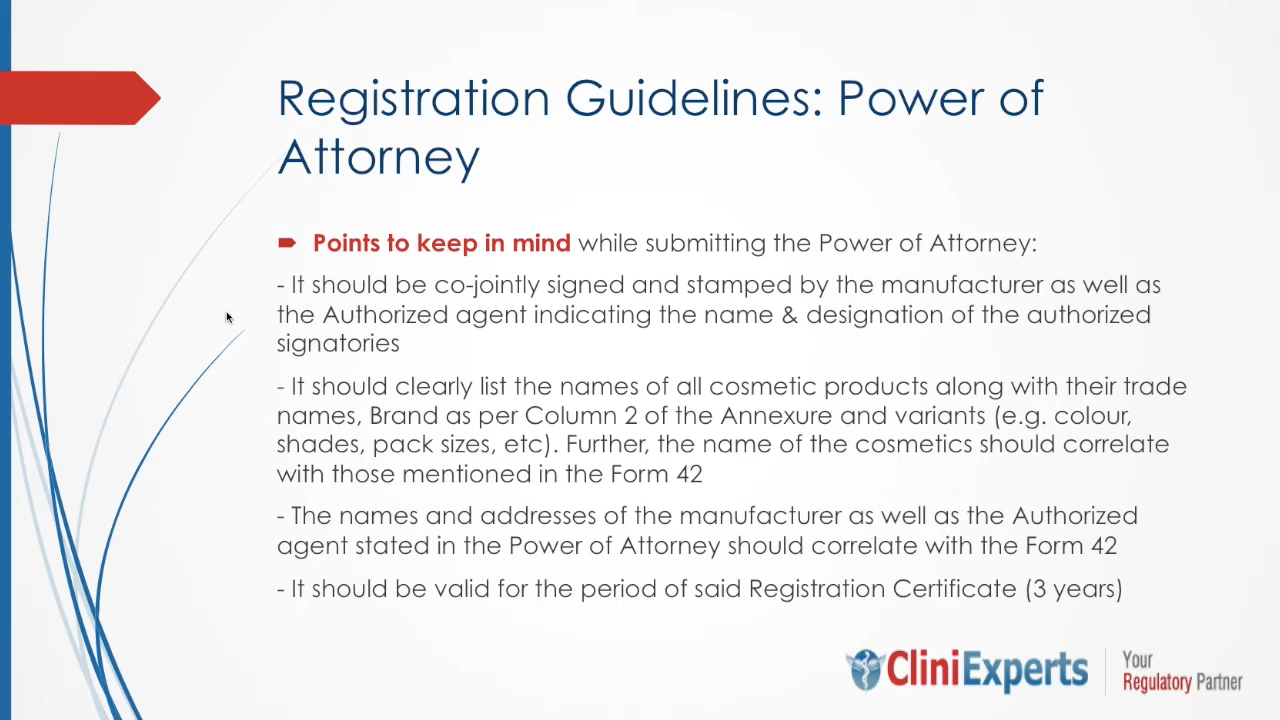 Registration Guidelines: Power of
Attorney
Points to keep in mind while submitting the Power of Attorney:
- It should be co-jointly signed and stamped by the manufacturer as well as
the Authorized agent indicating the name & designation of the authorized
signatories
- It should clearly list the names of all cosmetic products along with their trade
names, Brand as per Column 2 of the Annexure and variants (e.g. colour,
shades, pack sizes, etc). Further, the name of the cosmetics should correlate
with those mentioned in the Form 42
- The names and addresses of the manufacturer as well as the Authorized
agent stated in the Power of Attorney should correlate with the Form 42
- It should be valid for the period of said Registration Certificate (3 years)
CliniExperts
Your
Regulatory Partner